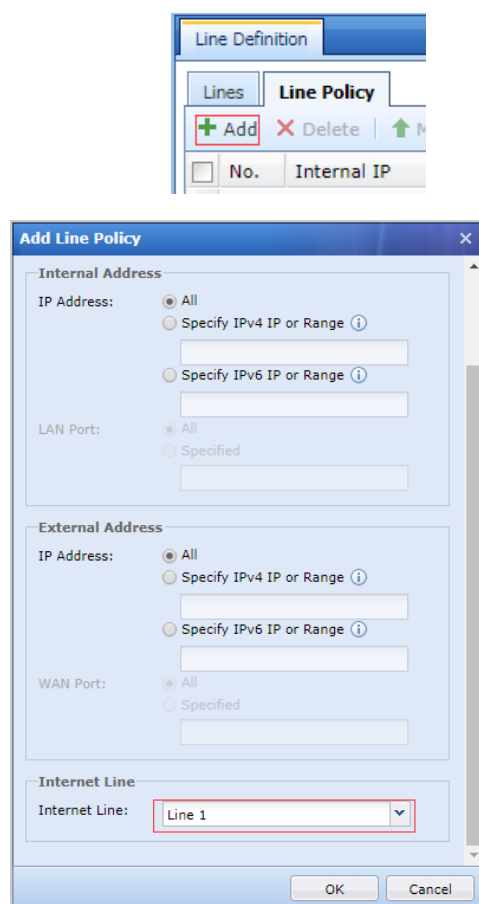 Line Definition
Lines Line Policy
Add Delete
No. Internal IP
Add Line Policy
Internal Address
IP Address: All
Specify IPv4 IP or Range
Specify IPv6 IP or Range
LAN Port: All
Specified
External Address
IP Address: All
Specify IPv4 IP or Range
Specify IPv6 IP or Range
WAN Port: All
Specified
Internet Line
Internet Line: Line 1
OK Cancel